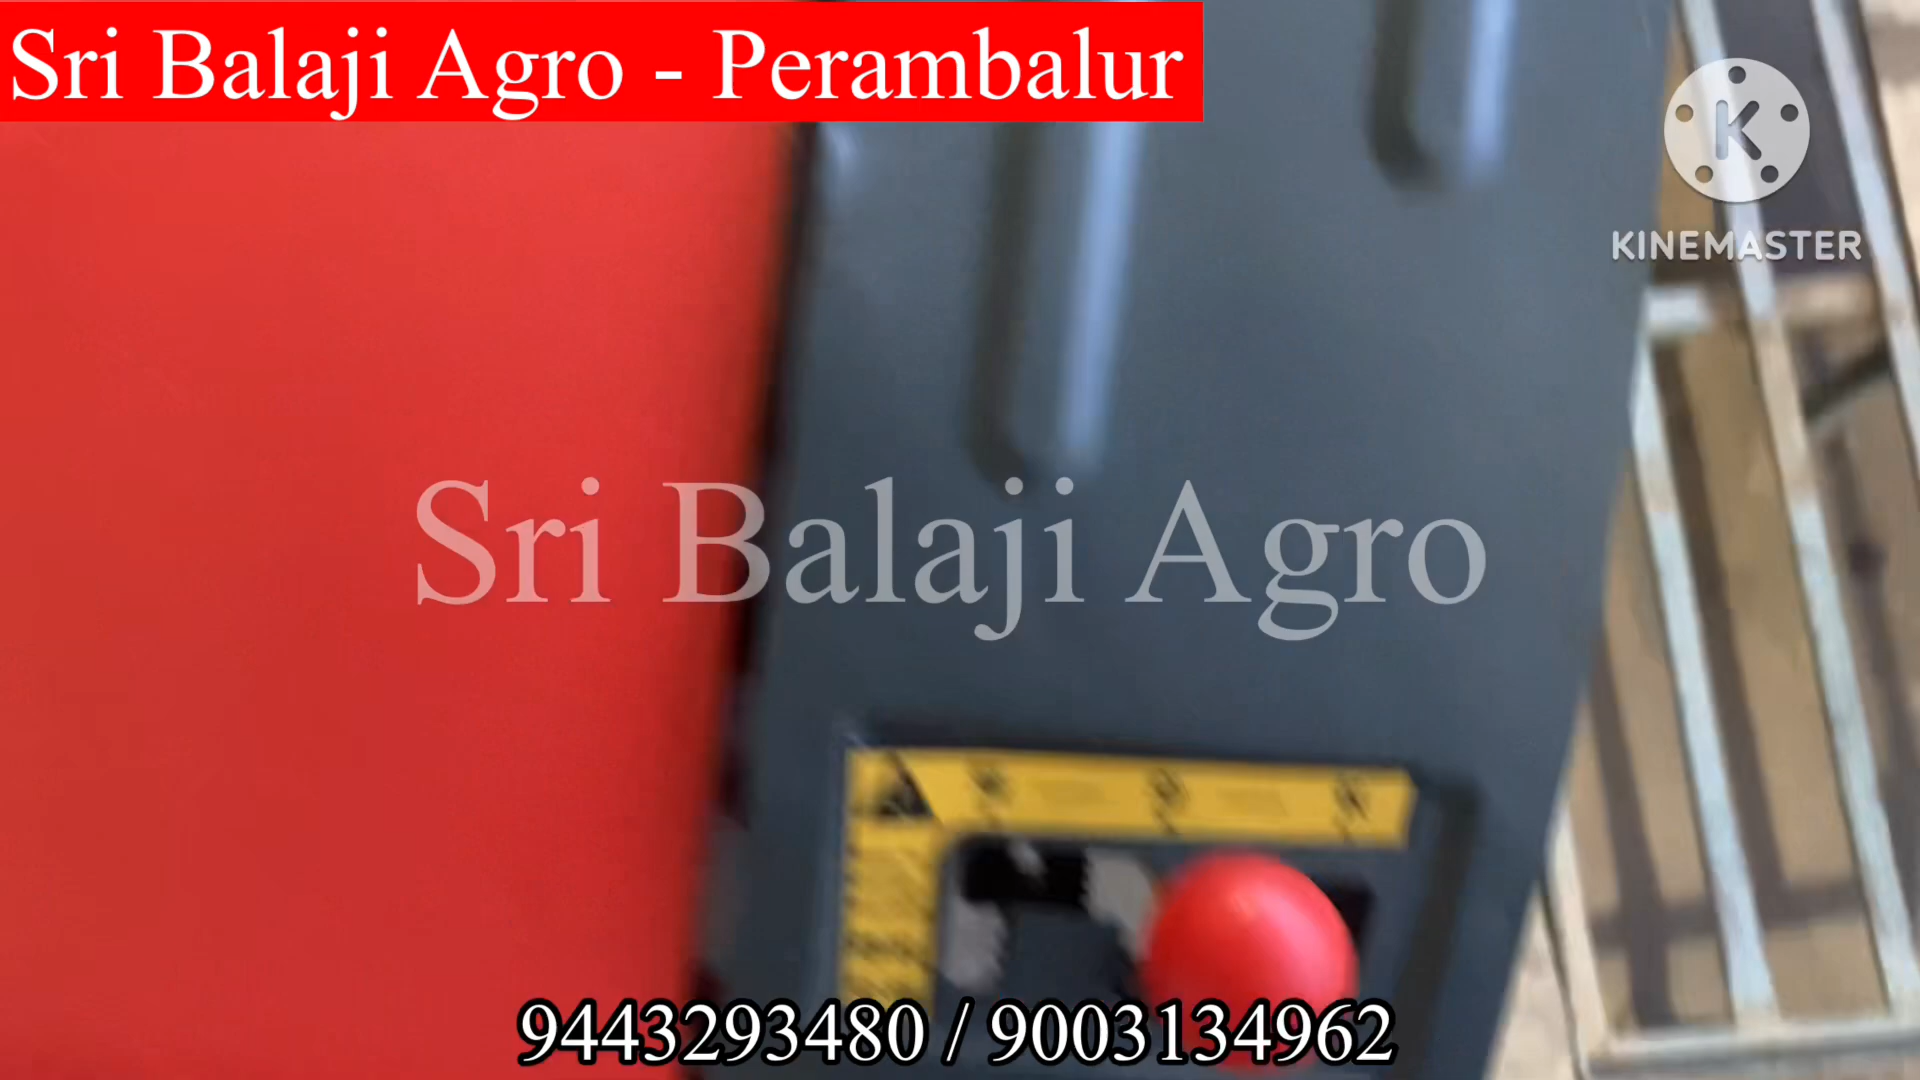 Sri Balaji Agro - Perambalur
K
KINEMASTER
Sri Balaji Agro
9443293480 / 9003134962